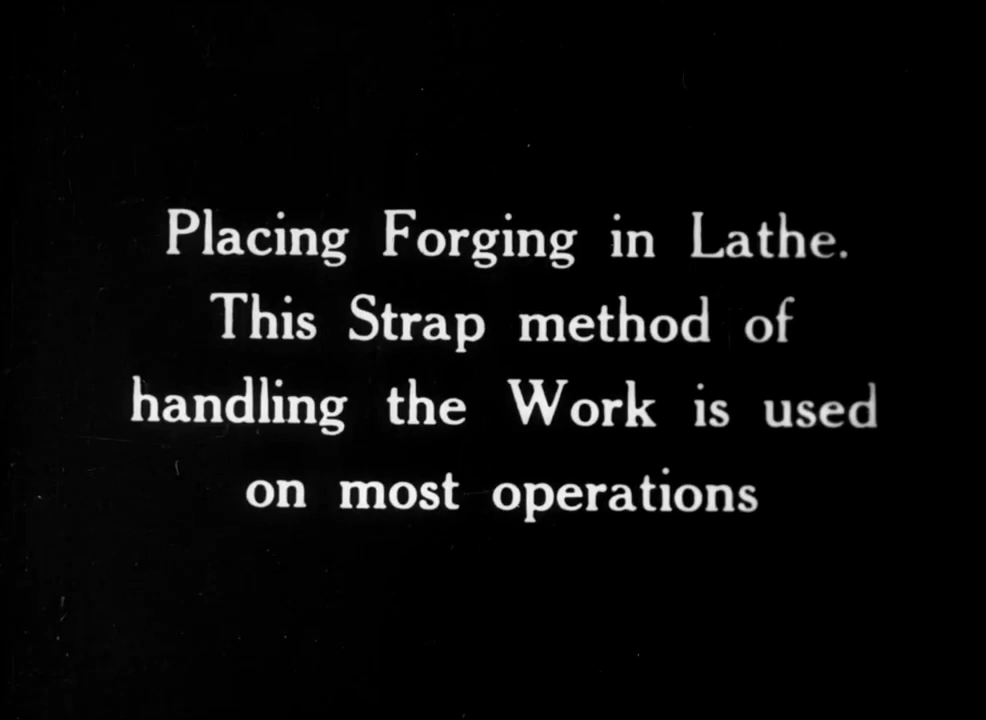 Placing Forging in Lathe.
This Strap method of
handling the Work is used
on most operations